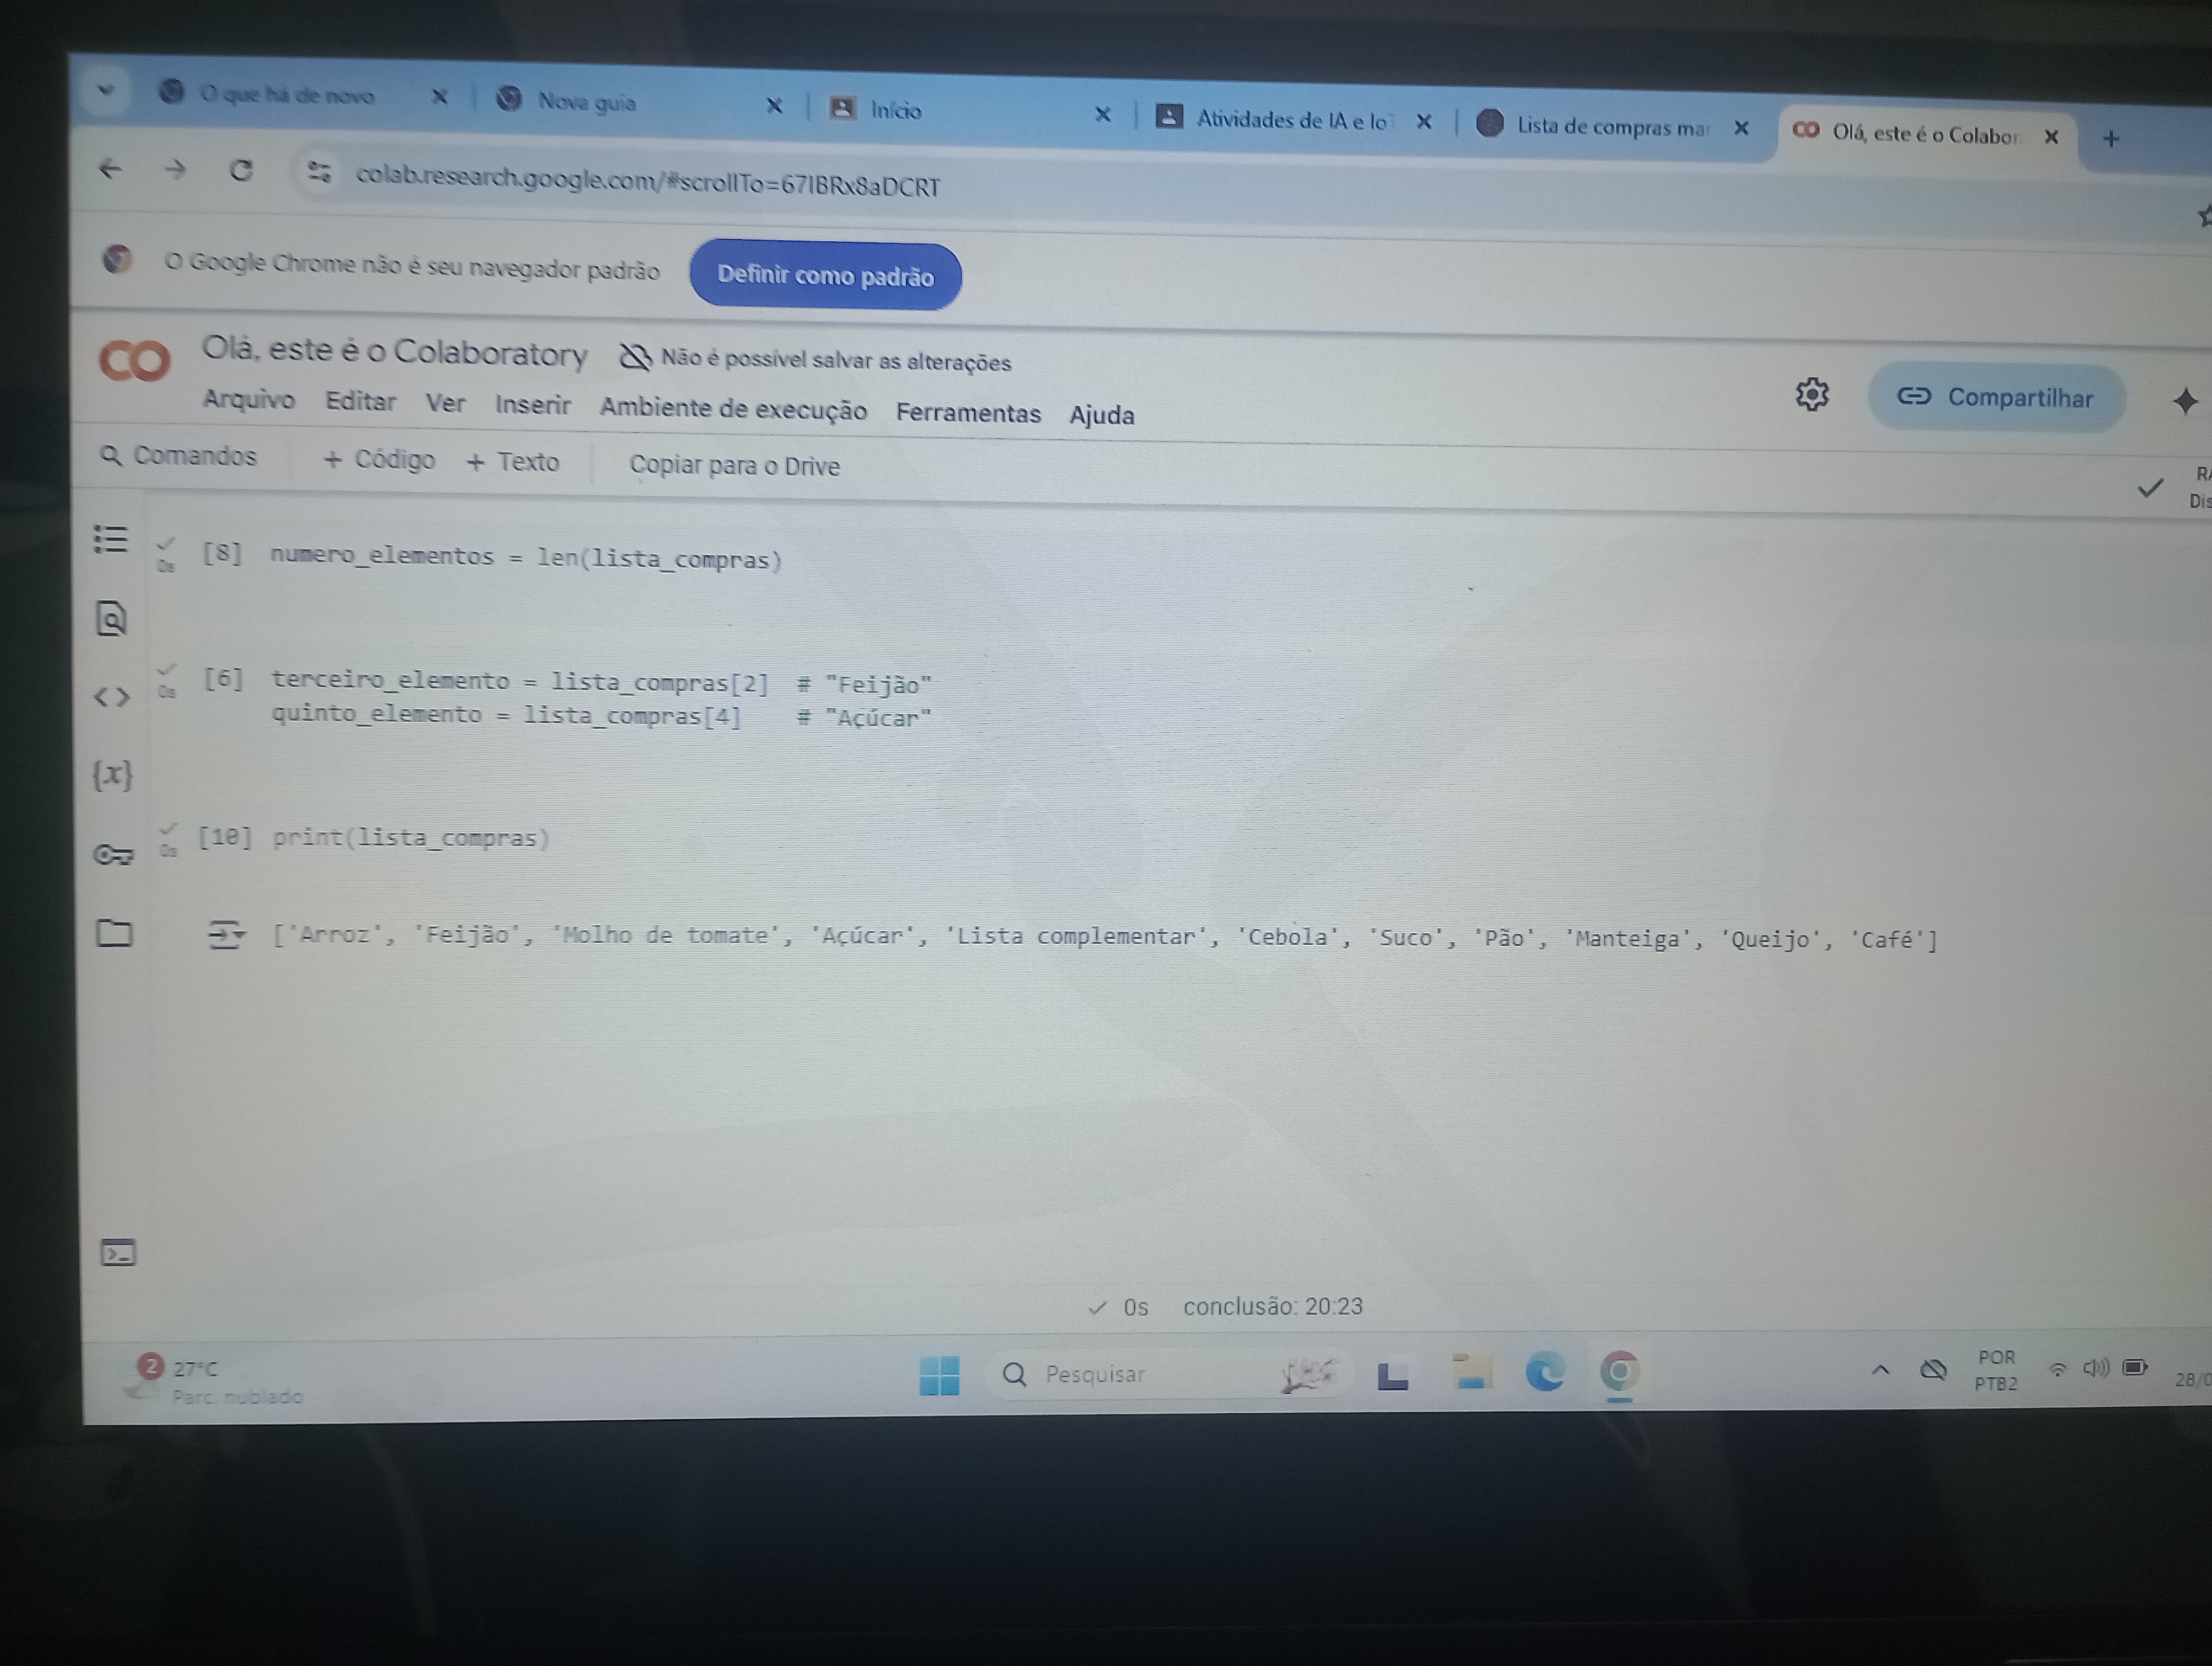 O que há de novo
Nova guia
Início
Atividades de IA e Io
Lista de compras mar
Olá, este é o Colabor
colab.research.google.com/#scrollTo=67IBRx8aDCRT
O Google Chrome não é seu navegador padrão
Definir como padrão
CO
Olá, este é o Colaboratory
Não é possível salvar as alterações
Arquivo Editar Ver Inserir Ambiente de execução Ferramentas Ajuda
Compartilhar
Comandos + Código + Texto Copiar para o Drive
RA
Dis
[8] numero_elementos = len(lista_compras)
0s
[6] terceiro_elemento = lista_compras[2] # "Feijão"
0s
quinto_elemento = lista_compras[4] # "Açúcar"
{x}
[10] print(lista_compras)
0s
['Arroz', 'Feijão', 'Molho de tomate', 'Açúcar', 'Lista complementar', 'Cebola', 'Suco', 'Pão', 'Manteiga', 'Queijo', 'Café']
0s conclusão: 20:23
2
27°C
Parc. nublado
Pesquisar
POR
PTB2
28/0